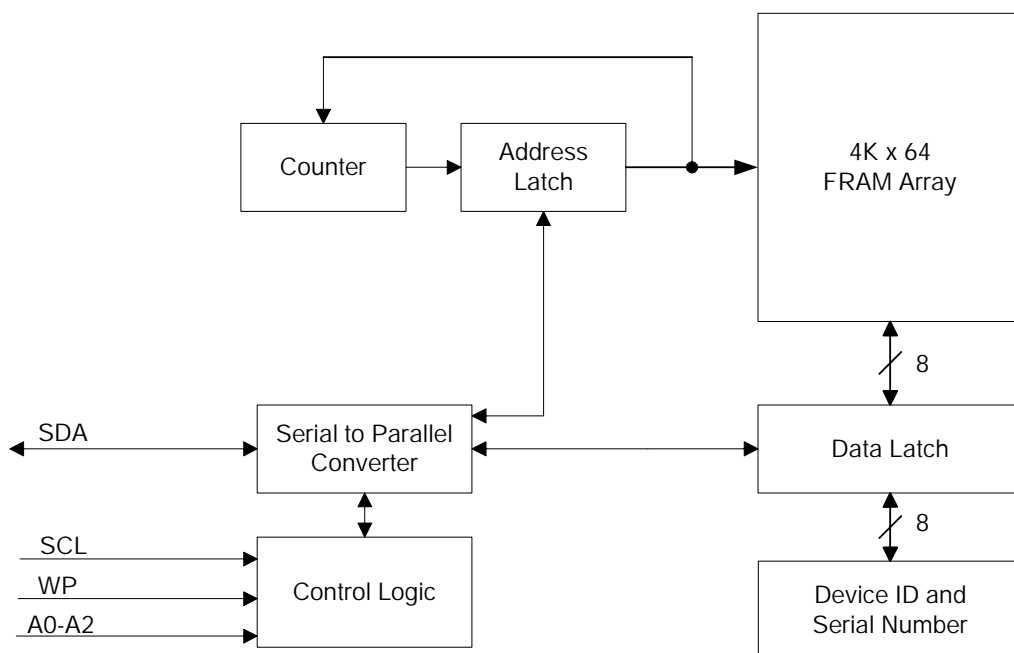 Counter
Address
Latch
4K x 64
FRAM Array
8
SDA
Serial to Parallel
Converter
Data Latch
8
SCL
WP
A0-A2
Control Logic
Device ID and
Serial Number